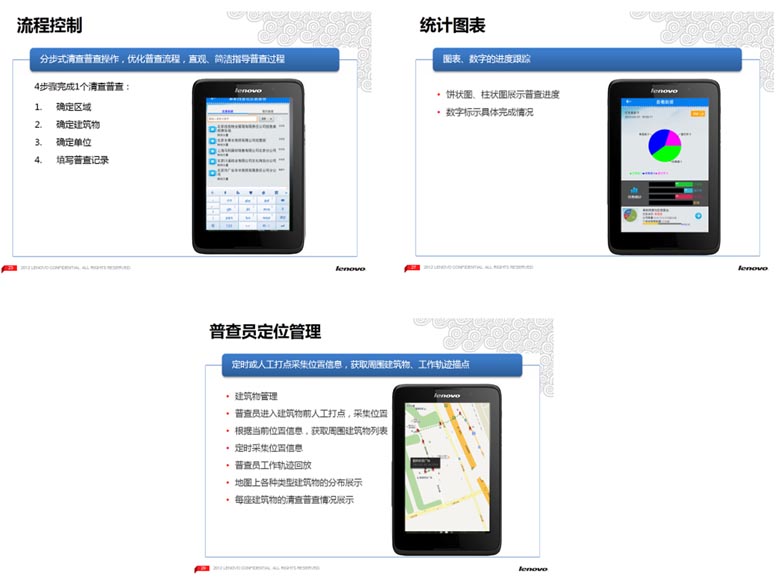 流程控制
分步式清查普查操作，优化普查流程，直观、简洁指导普查过程
4步骤完成1个清查普查：
1. 确定区域
2. 确定建筑物
3. 确定单位
4. 填写普查记录
lenovo
2012 LENOVO CONFIDENTIAL. ALL RIGHTS RESERVED.
lenovo
统计图表
图表、数字的进度跟踪
• 饼状图、柱状图展示普查进度
• 数字标示具体完成情况
lenovo
2012 LENOVO CONFIDENTIAL. ALL RIGHTS RESERVED.
lenovo
普查员定位管理
定时或人工打点采集位置信息，获取周围建筑物、工作轨迹描点
• 建筑物管理
• 普查员进入建筑物前人工打点，采集位置
• 根据当前位置信息，获取周围建筑物列表
• 定时采集位置信息
• 普查员工作轨迹回放
• 地图上各种类型建筑物的分布展示
• 每座建筑物的清查普查情况展示
lenovo
2012 LENOVO CONFIDENTIAL. ALL RIGHTS RESERVED.
lenovo